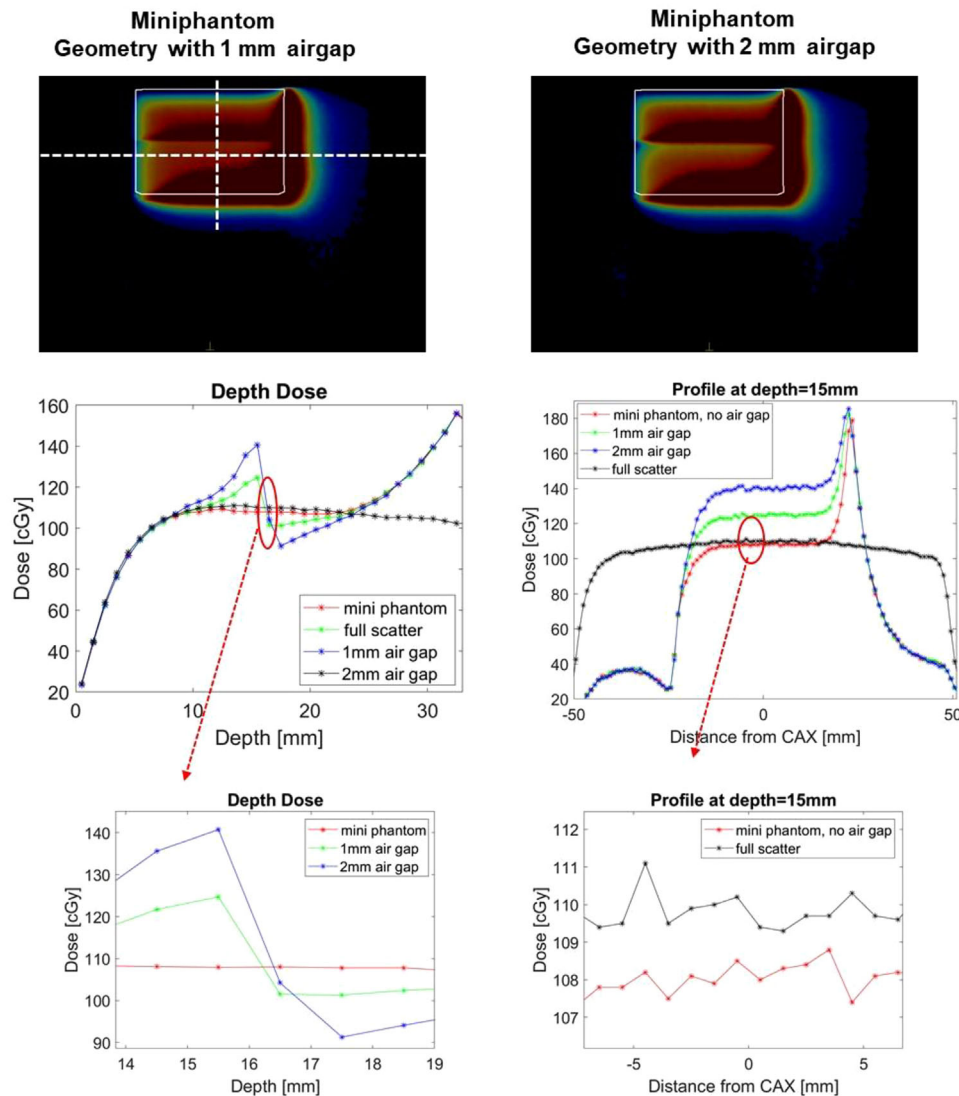 Miniphantom
Geometry with 1 mm airgap
Miniphantom
Geometry with 2 mm airgap
Depth Dose
160
140
120
100
80
60
40
20
Dose [cGy]
0
10
20
30
Depth [mm]
mini phantom
full scatter
1mm air gap
2mm air gap
Profile at depth=15mm
180
160
140
120
100
80
60
40
20
Dose [cGy]
-50
0
50
Distance from CAX [mm]
mini phantom, no air gap
1mm air gap
2mm air gap
full scatter
Depth Dose
140
130
120
110
100
90
Dose [cGy]
14
15
16
17
18
19
Depth [mm]
mini phantom
1mm air gap
2mm air gap
Profile at depth=15mm
112
111
110
109
108
107
Dose [cGy]
-5
0
5
Distance from CAX [mm]
mini phantom, no air gap
full scatter